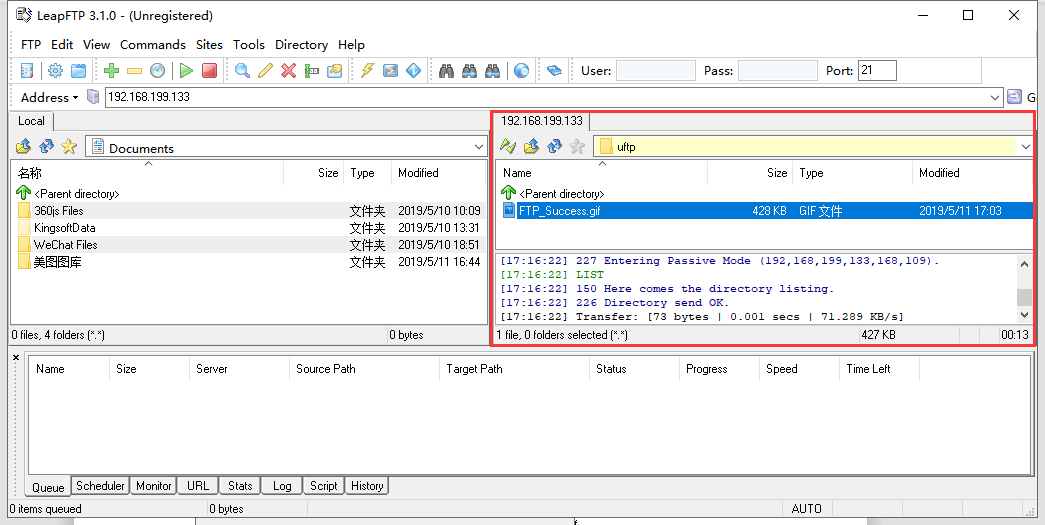 LeapFTP 3.1.0 - (Unregistered)
FTP Edit View Commands Sites Tools Directory Help
User: Pass: Port: 21
Address 192.168.199.133 G
Local
Documents
名称 Size Type Modified
<Parent directory>
360js Files 文件夹 2019/5/10 10:09
KingsoftData 文件夹 2019/5/10 13:31
WeChat Files 文件夹 2019/5/10 18:51
美图图库 文件夹 2019/5/11 16:44
0 files, 4 folders (*.*) 0 bytes
192.168.199.133
uftp
Name Size Type Modified
<Parent directory>
FTP_Success.gif 428 KB GIF 文件 2019/5/11 17:03
[17:16:22] 227 Entering Passive Mode (192,168,199,133,168,109).
[17:16:22] LIST
[17:16:22] 150 Here comes the directory listing.
[17:16:22] 226 Directory send OK.
[17:16:22] Transfer: [73 bytes | 0.001 secs | 71.289 KB/s]
1 file, 0 folders selected (*.*) 427 KB 00:13
Name Size Server Source Path Target Path Status Progress Speed Time Left
Queue Scheduler Monitor URL Stats Log Script History
0 items queued 0 bytes AUTO